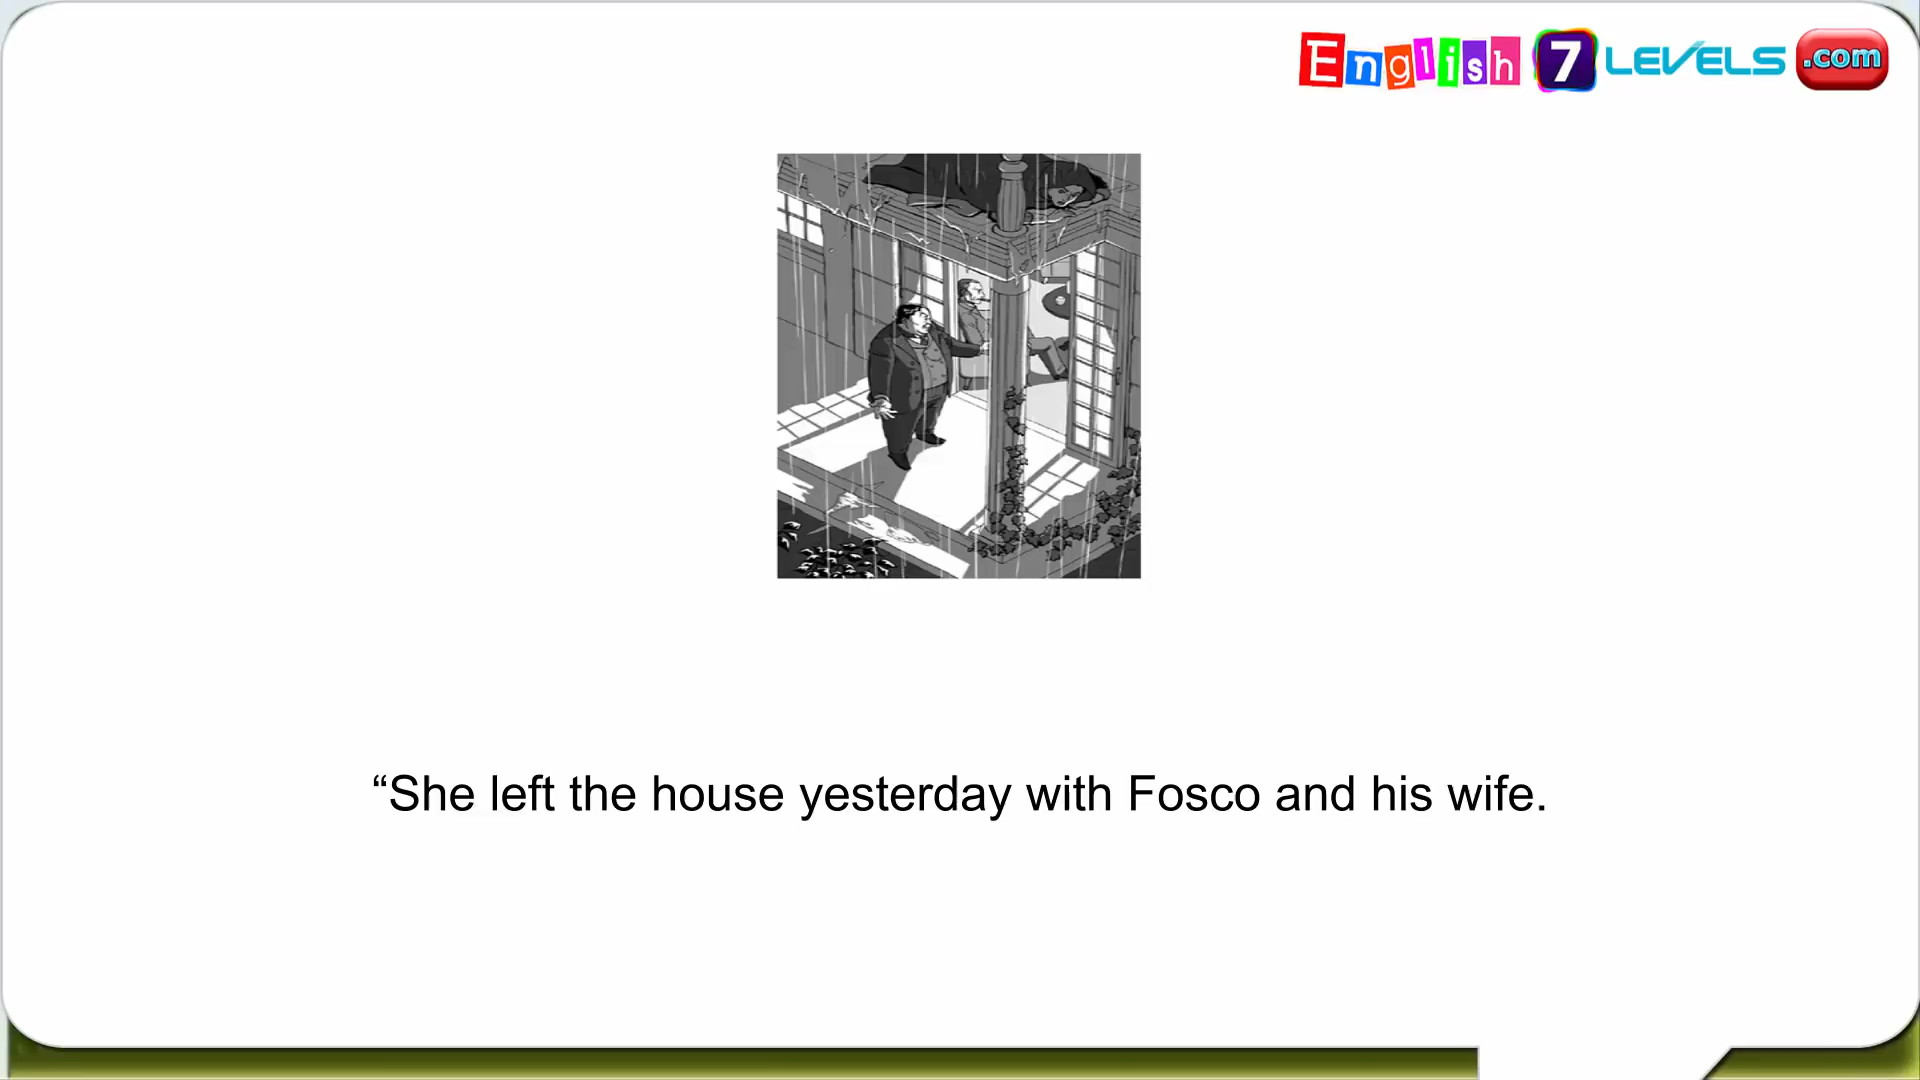 English 7 LEVELS .com
“She left the house yesterday with Fosco and his wife.